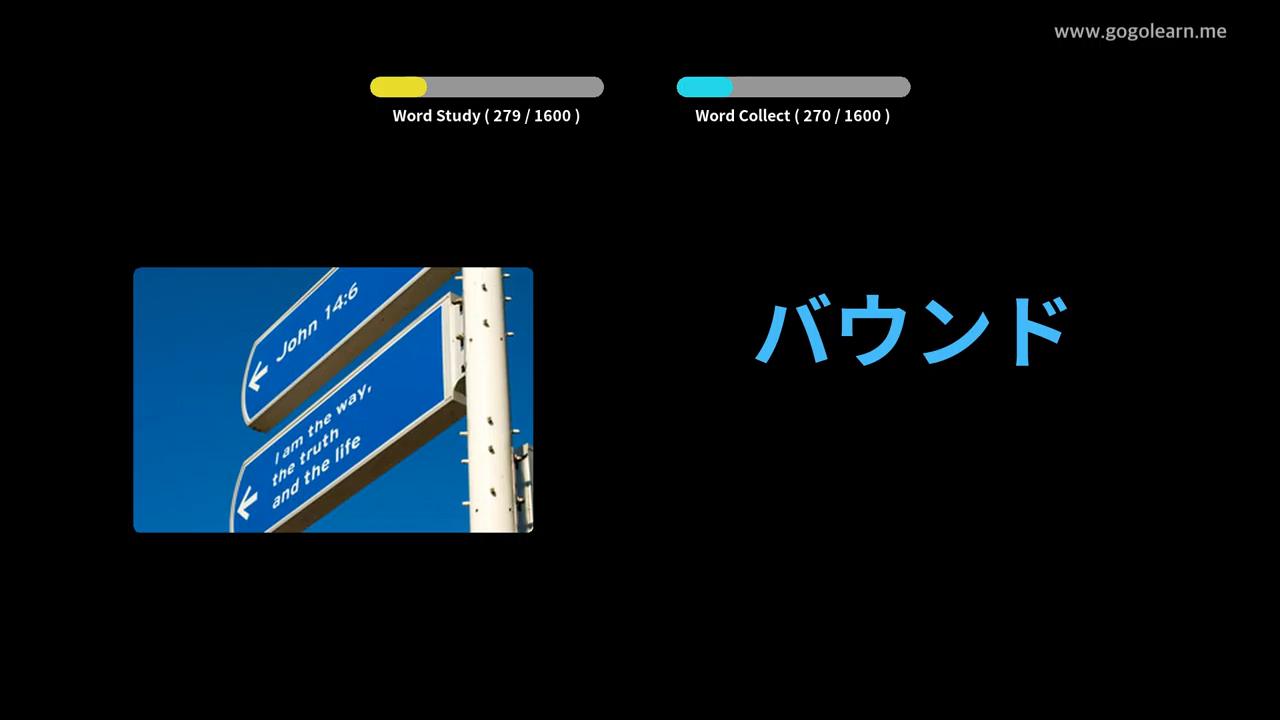 www.gogolearn.me
Word Study ( 279 / 1600 )
Word Collect ( 270 / 1600 )
John 14:6
I am the way,
the truth
and the life
バウンド